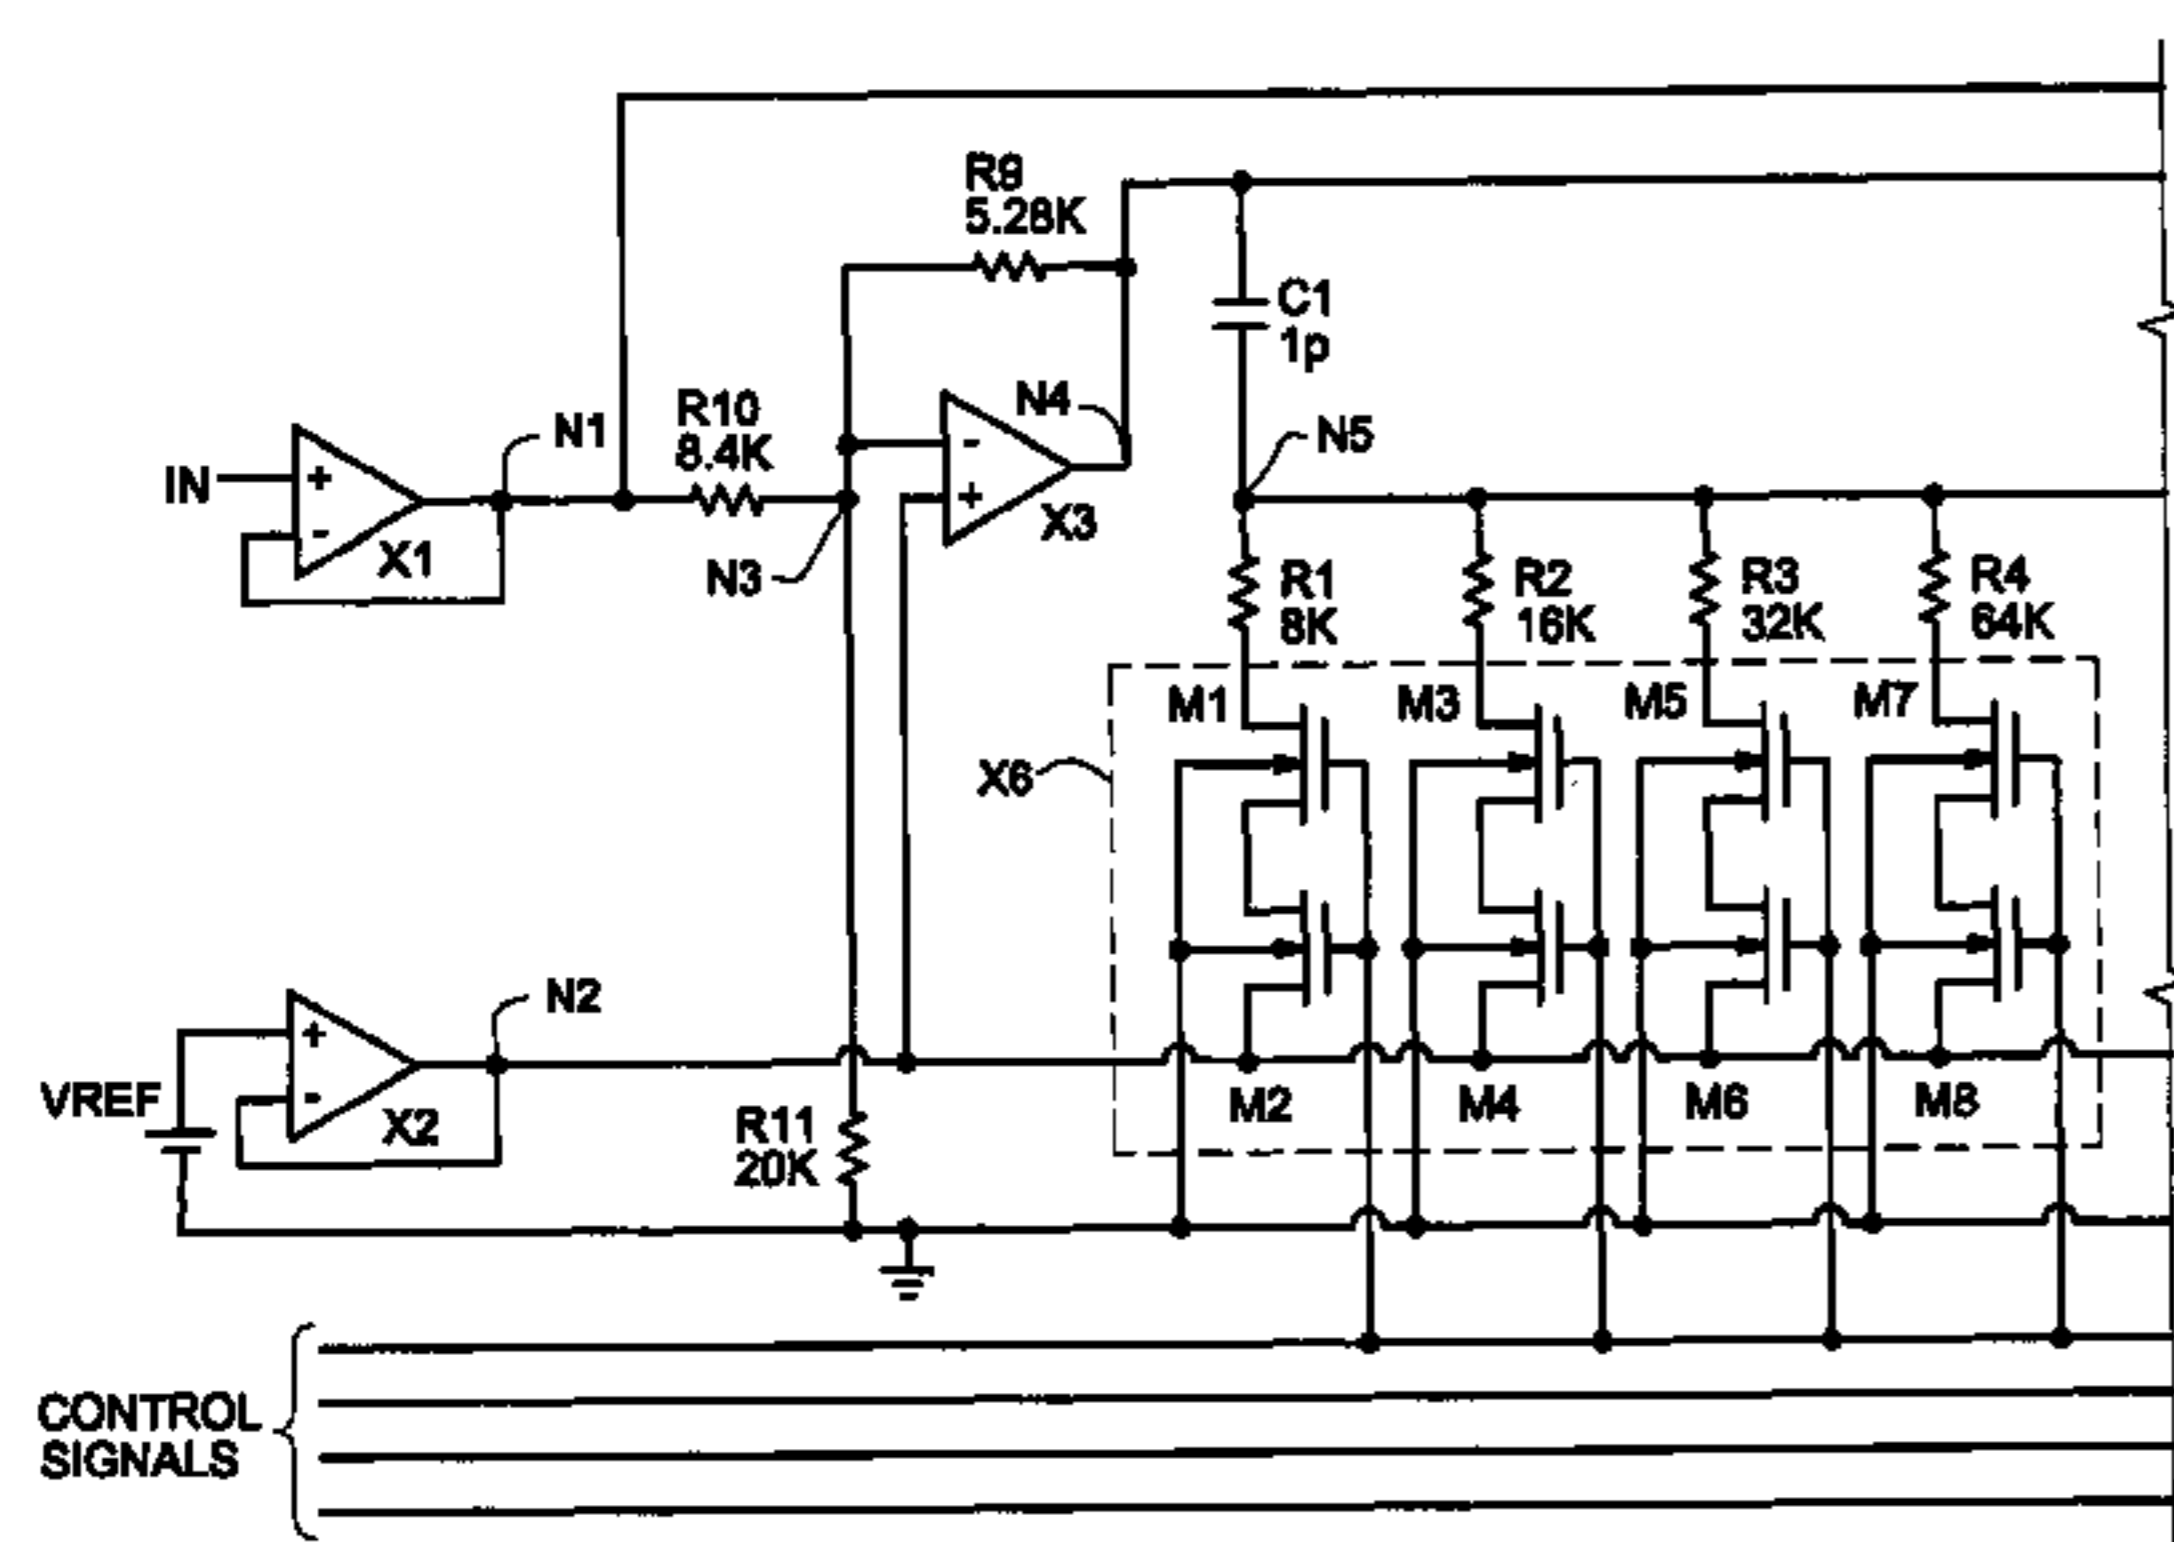 R9
5.28K
C1
1p
R10
8.4K
N1
N4
N5
IN
+
-
X1
-
+
X3
N3
R1
8K
R2
16K
R3
32K
R4
64K
M1
M3
M5
M7
X6
N2
VREF
+
-
X2
R11
20K
M2
M4
M6
M8
CONTROL
SIGNALS